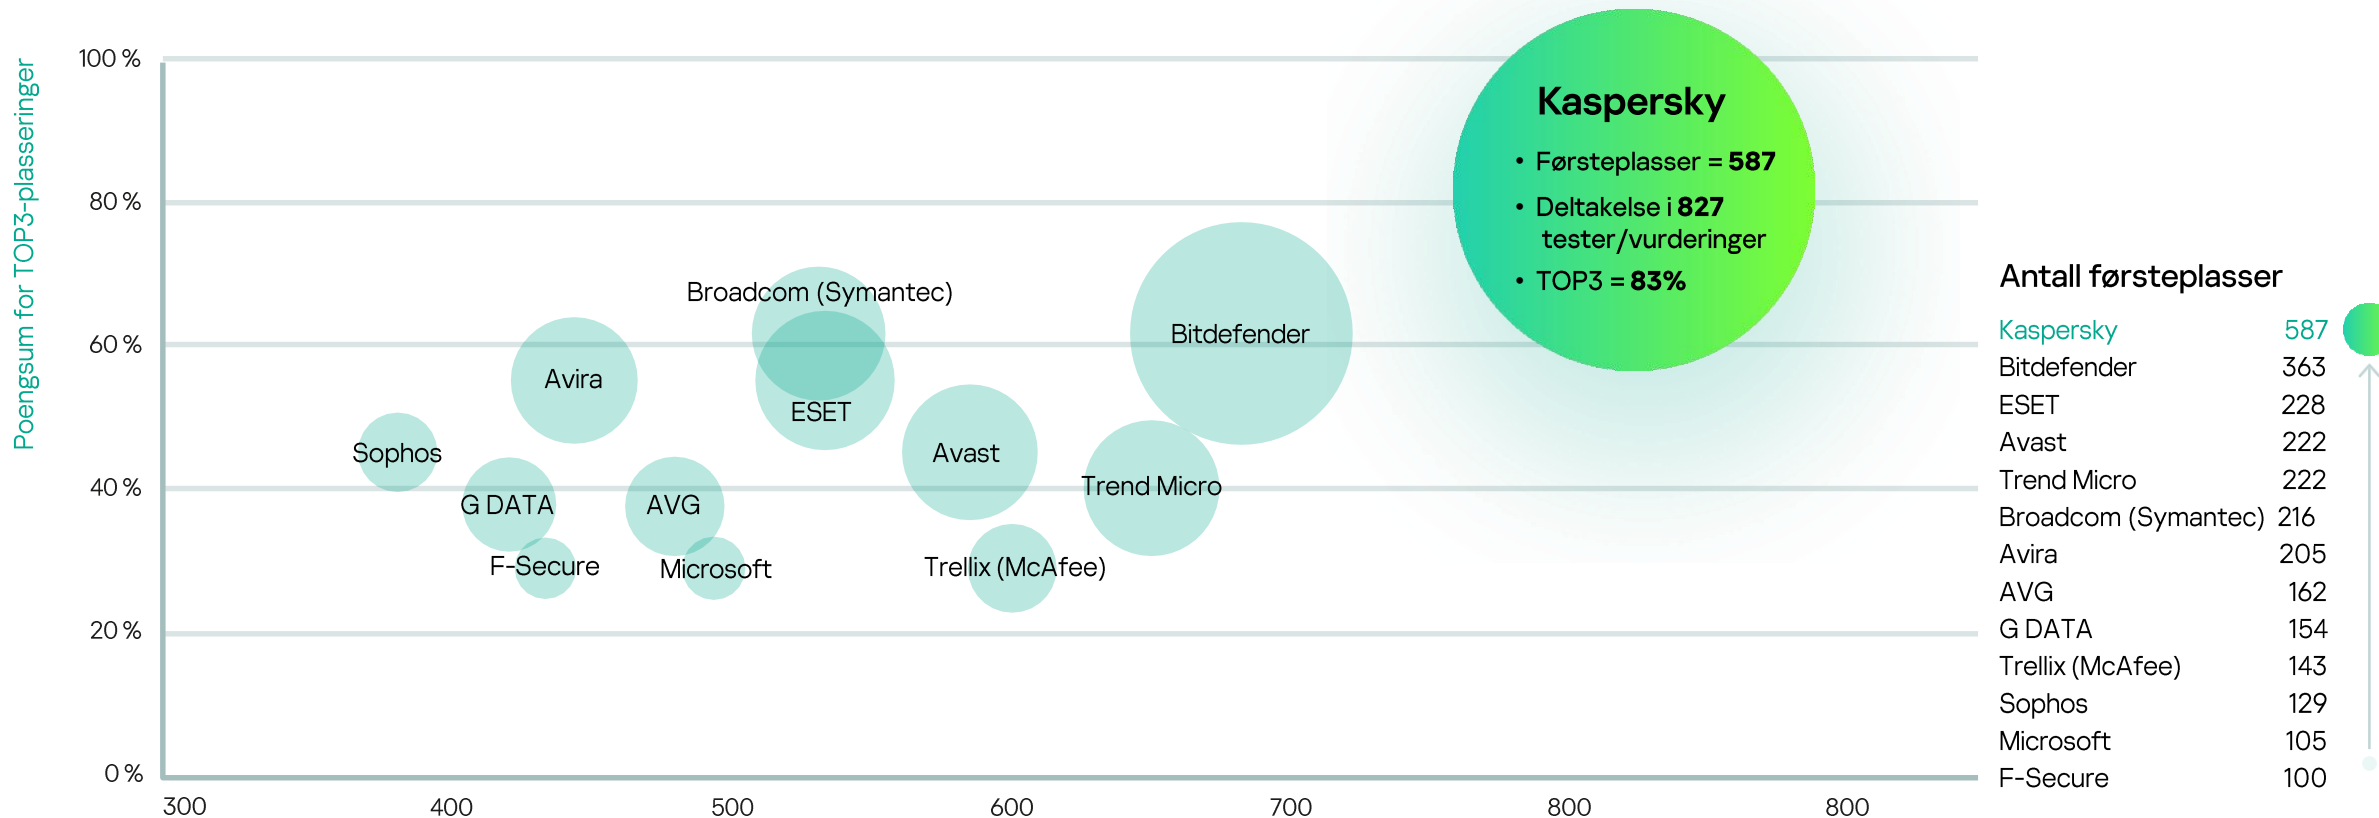 Poengsum for TOP3-plasseringer
100 %
80 %
60 %
40 %
20 %
0 %
300
400
500
600
700
800
800
Kaspersky
• Førsteplasser = 587
• Deltakelse i 827
tester/vurderinger
• TOP3 = 83%
Broadcom (Symantec)
Bitdefender
Avira
ESET
Sophos
Avast
Trend Micro
G DATA
AVG
F-Secure
Microsoft
Trellix (McAfee)
Antall førsteplasser
Kaspersky 587
Bitdefender 363
ESET 228
Avast 222
Trend Micro 222
Broadcom (Symantec) 216
Avira 205
AVG 162
G DATA 154
Trellix (McAfee) 143
Sophos 129
Microsoft 105
F-Secure 100